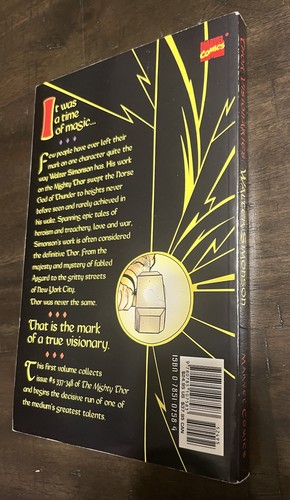 MARVEL
COMICS
It was
a time
of magic...
Few people have ever left their
mark on one character quite the
way Walter Simonson has. His work
on the Mighty Thor swept the Norse
God of Thunder to heights never
before seen and rarely achieved in
his wake. Spanning epic tales of
heroism and treachery, love and war,
Simonson's work is often considered
the definitive Thor. From the
majesty and mystery of fabled
Asgard to the gritty streets
of New York City.
Thor was never the same.
That is the mark
of a true visionary.
This first volume collects
issue #s 337-348 of The Mighty Thor
and begins the decisive run of one of
the medium's greatest talents.
ISBN 0-7851-0758-4
Walter Simonson
Marvel Comics